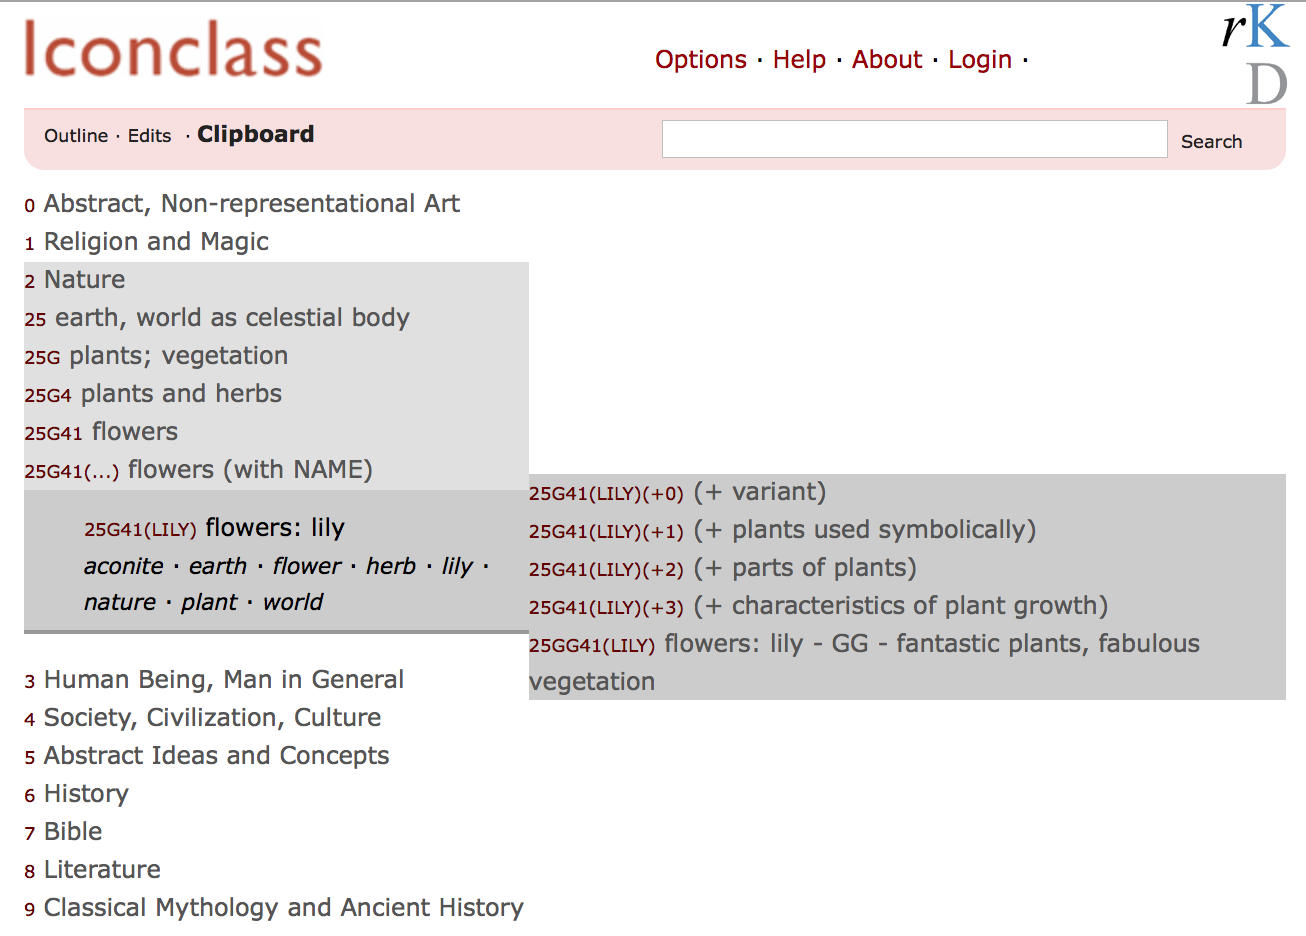 Iconclass
Options · Help · About · Login ·
rKD
Outline · Edits · Clipboard
Search
0 Abstract, Non-representational Art
1 Religion and Magic
2 Nature
25 earth, world as celestial body
25G plants; vegetation
25G4 plants and herbs
25G41 flowers
25G41(...) flowers (with NAME)
25G41(LILY) flowers: lily
aconite · earth · flower · herb · lily ·
nature · plant · world
25G41(LILY)(+0) (+ variant)
25G41(LILY)(+1) (+ plants used symbolically)
25G41(LILY)(+2) (+ parts of plants)
25G41(LILY)(+3) (+ characteristics of plant growth)
25GG41(LILY) flowers: lily - GG - fantastic plants, fabulous
vegetation
3 Human Being, Man in General
4 Society, Civilization, Culture
5 Abstract Ideas and Concepts
6 History
7 Bible
8 Literature
9 Classical Mythology and Ancient History